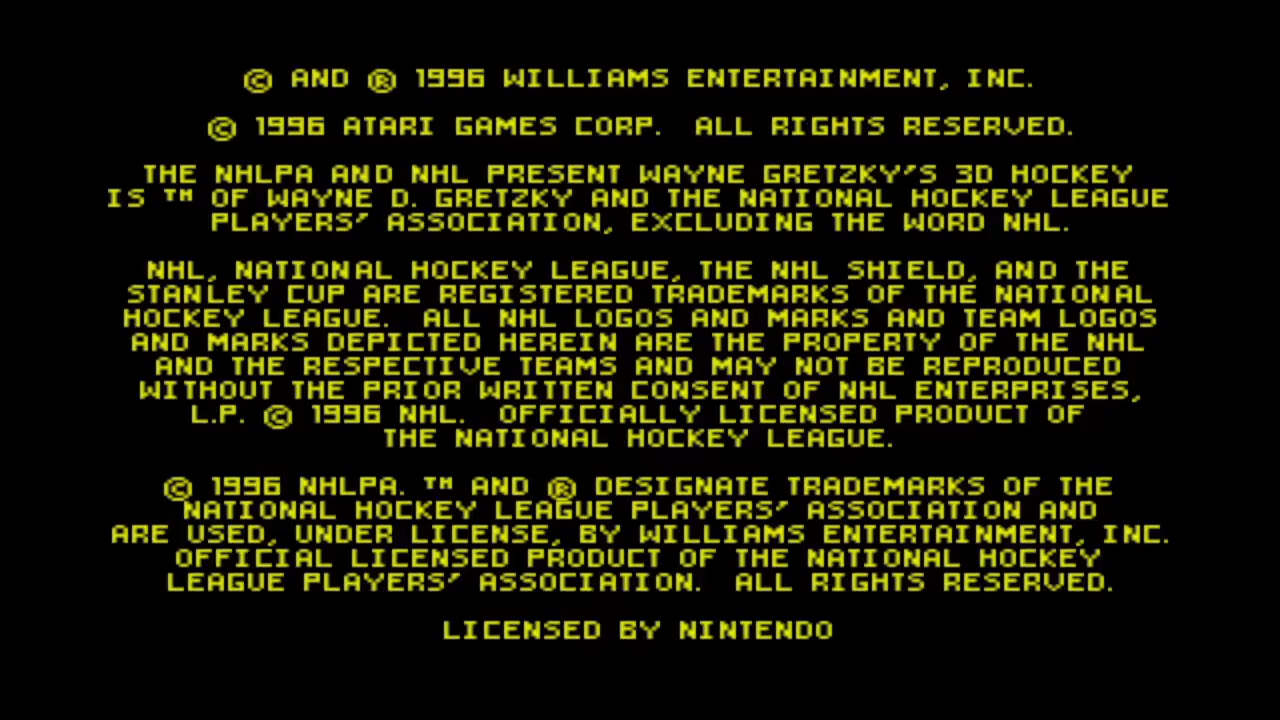 © AND ® 1996 WILLIAMS ENTERTAINMENT, INC.
© 1996 ATARI GAMES CORP. ALL RIGHTS RESERVED.
THE NHLPA AND NHL PRESENT WAYNE GRETZKY'S 3D HOCKEY
IS ™ OF WAYNE D. GRETZKY AND THE NATIONAL HOCKEY LEAGUE
PLAYERS' ASSOCIATION, EXCLUDING THE WORD NHL.
NHL, NATIONAL HOCKEY LEAGUE, THE NHL SHIELD, AND THE
STANLEY CUP ARE REGISTERED TRADEMARKS OF THE NATIONAL
HOCKEY LEAGUE. ALL NHL LOGOS AND MARKS AND TEAM LOGOS
AND MARKS DEPICTED HEREIN ARE THE PROPERTY OF THE NHL
AND THE RESPECTIVE TEAMS AND MAY NOT BE REPRODUCED
WITHOUT THE PRIOR WRITTEN CONSENT OF NHL ENTERPRISES,
L.P. © 1996 NHL. OFFICIALLY LICENSED PRODUCT OF
THE NATIONAL HOCKEY LEAGUE.
© 1996 NHLPA. ™ AND ® DESIGNATE TRADEMARKS OF THE
NATIONAL HOCKEY LEAGUE PLAYERS' ASSOCIATION AND
ARE USED, UNDER LICENSE, BY WILLIAMS ENTERTAINMENT, INC.
OFFICIAL LICENSED PRODUCT OF THE NATIONAL HOCKEY
LEAGUE PLAYERS' ASSOCIATION. ALL RIGHTS RESERVED.
LICENSED BY NINTENDO